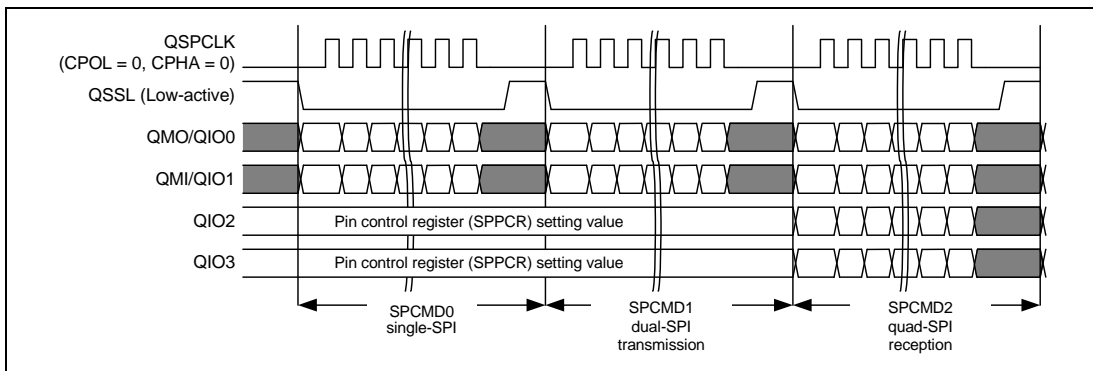 QSPCLK
(CPOL = 0, CPHA = 0)
QSSL (Low-active)
QMO/QIO0
QMI/QIO1
QIO2
Pin control register (SPPCR) setting value
QIO3
Pin control register (SPPCR) setting value
SPCMD0
single-SPI
SPCMD1
dual-SPI
transmission
SPCMD2
quad-SPI
reception